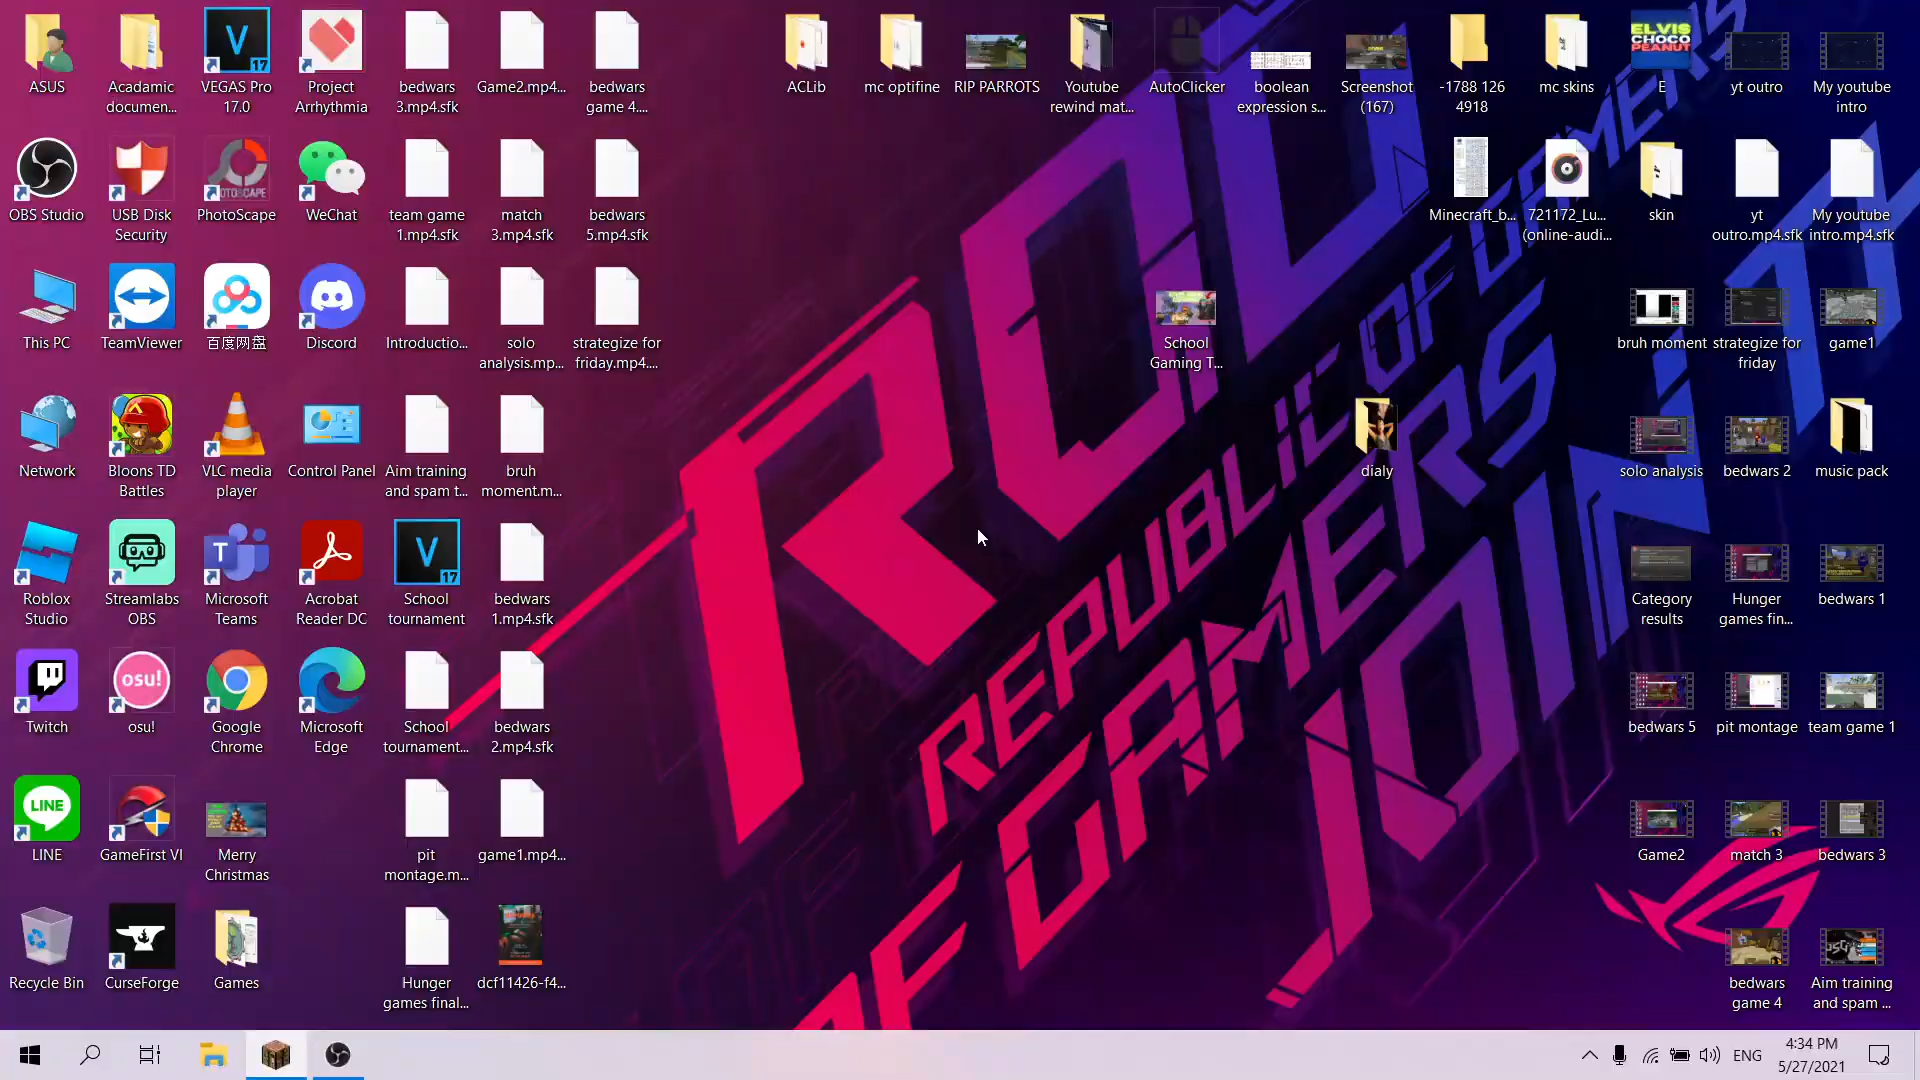 ASUS
Acadamic
documen...
VEGAS Pro
17.0
Project
Arrhythmia
bedwars
3.mp4.sfk
Game2.mp4...
bedwars
game 4....
ACLib
mc optifine
RIP PARROTS
Youtube
rewind mat...
AutoClicker
boolean
expression s...
Screenshot
(167)
-1788 126
4918
mc skins
ELVIS
CHOCO
PEANUT
E
yt outro
My youtube
intro
OBS Studio
USB Disk
Security
PhotoScape
WeChat
team game
1.mp4.sfk
match
3.mp4.sfk
bedwars
5.mp4.sfk
Minecraft_b...
721172_Lu...
(online-audi...
skin
yt
outro.mp4.sfk
My youtube
intro.mp4.sfk
This PC
TeamViewer
百度网盘
Discord
Introductio...
solo
analysis.mp...
strategize for
friday.mp4....
School
Gaming T...
bruh moment
strategize for
friday
game1
Network
Bloons TD
Battles
VLC media
player
Control Panel
Aim training
and spam t...
bruh
moment.m...
dialy
solo analysis
bedwars 2
music pack
Roblox
Studio
Streamlabs
OBS
Microsoft
Teams
Acrobat
Reader DC
School
tournament
bedwars
1.mp4.sfk
Category
results
Hunger
games fin...
bedwars 1
Twitch
osu!
osu!
Google
Chrome
Microsoft
Edge
School
tournament...
bedwars
2.mp4.sfk
bedwars 5
pit montage
team game 1
LINE
LINE
GameFirst VI
Merry
Christmas
pit
montage.m...
game1.mp4...
Game2
match 3
bedwars 3
Recycle Bin
CurseForge
Games
Hunger
games final...
dcf11426-f4...
bedwars
game 4
Aim training
and spam ...
REPUBLIC OF GAMERS
OF GAMERS
JOIN
ENG
4:34 PM
5/27/2021